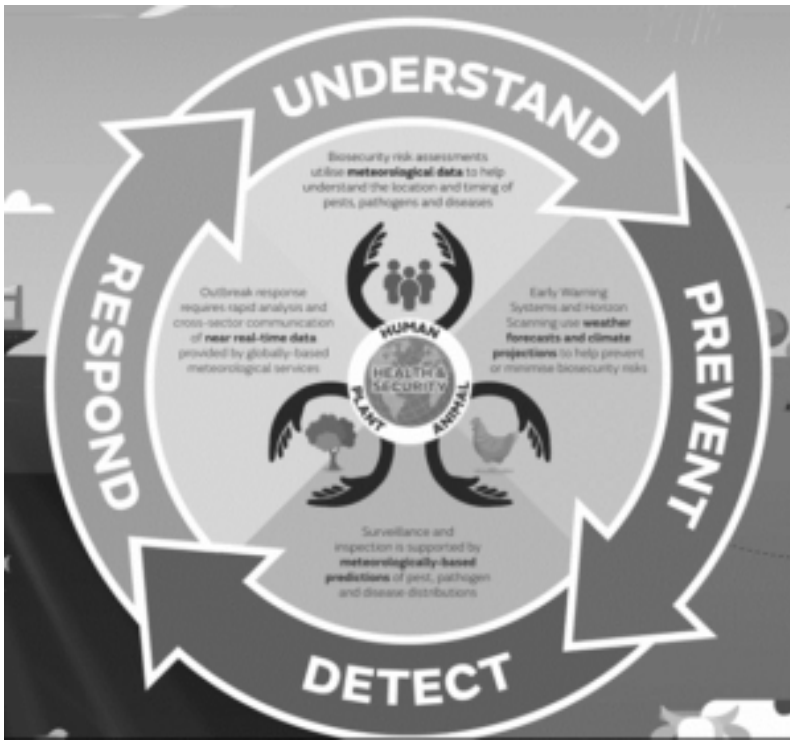 UNDERSTAND
Biosecurity risk assessments
utilise meteorological data to help
understand the location and timing of
pests, pathogens and diseases
PREVENT
Early Warning
Systems and Horizon
Scanning use weather
forecasts and climate
projections to help prevent
or minimise biosecurity risks
DETECT
Surveillance and
inspection is supported by
meteorologically-based
predictions of pest, pathogen
and disease distributions
RESPOND
Outbreak response
requires rapid analysis and
cross-sector communication
of near real-time data
provided by globally-based
meteorological services
HUMAN
ANIMAL
PLANT
HEALTH &
SECURITY